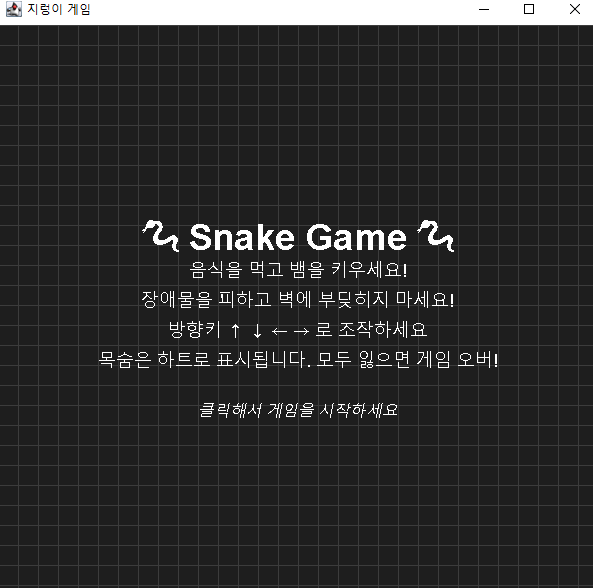 지렁이 게임
🐍 Snake Game 🐍
음식을 먹고 뱀을 키우세요!
장애물을 피하고 벽에 부딪히지 마세요!
방향키 ↑ ↓ ← → 로 조작하세요
목숨은 하트로 표시됩니다. 모두 잃으면 게임 오버!
클릭해서 게임을 시작하세요